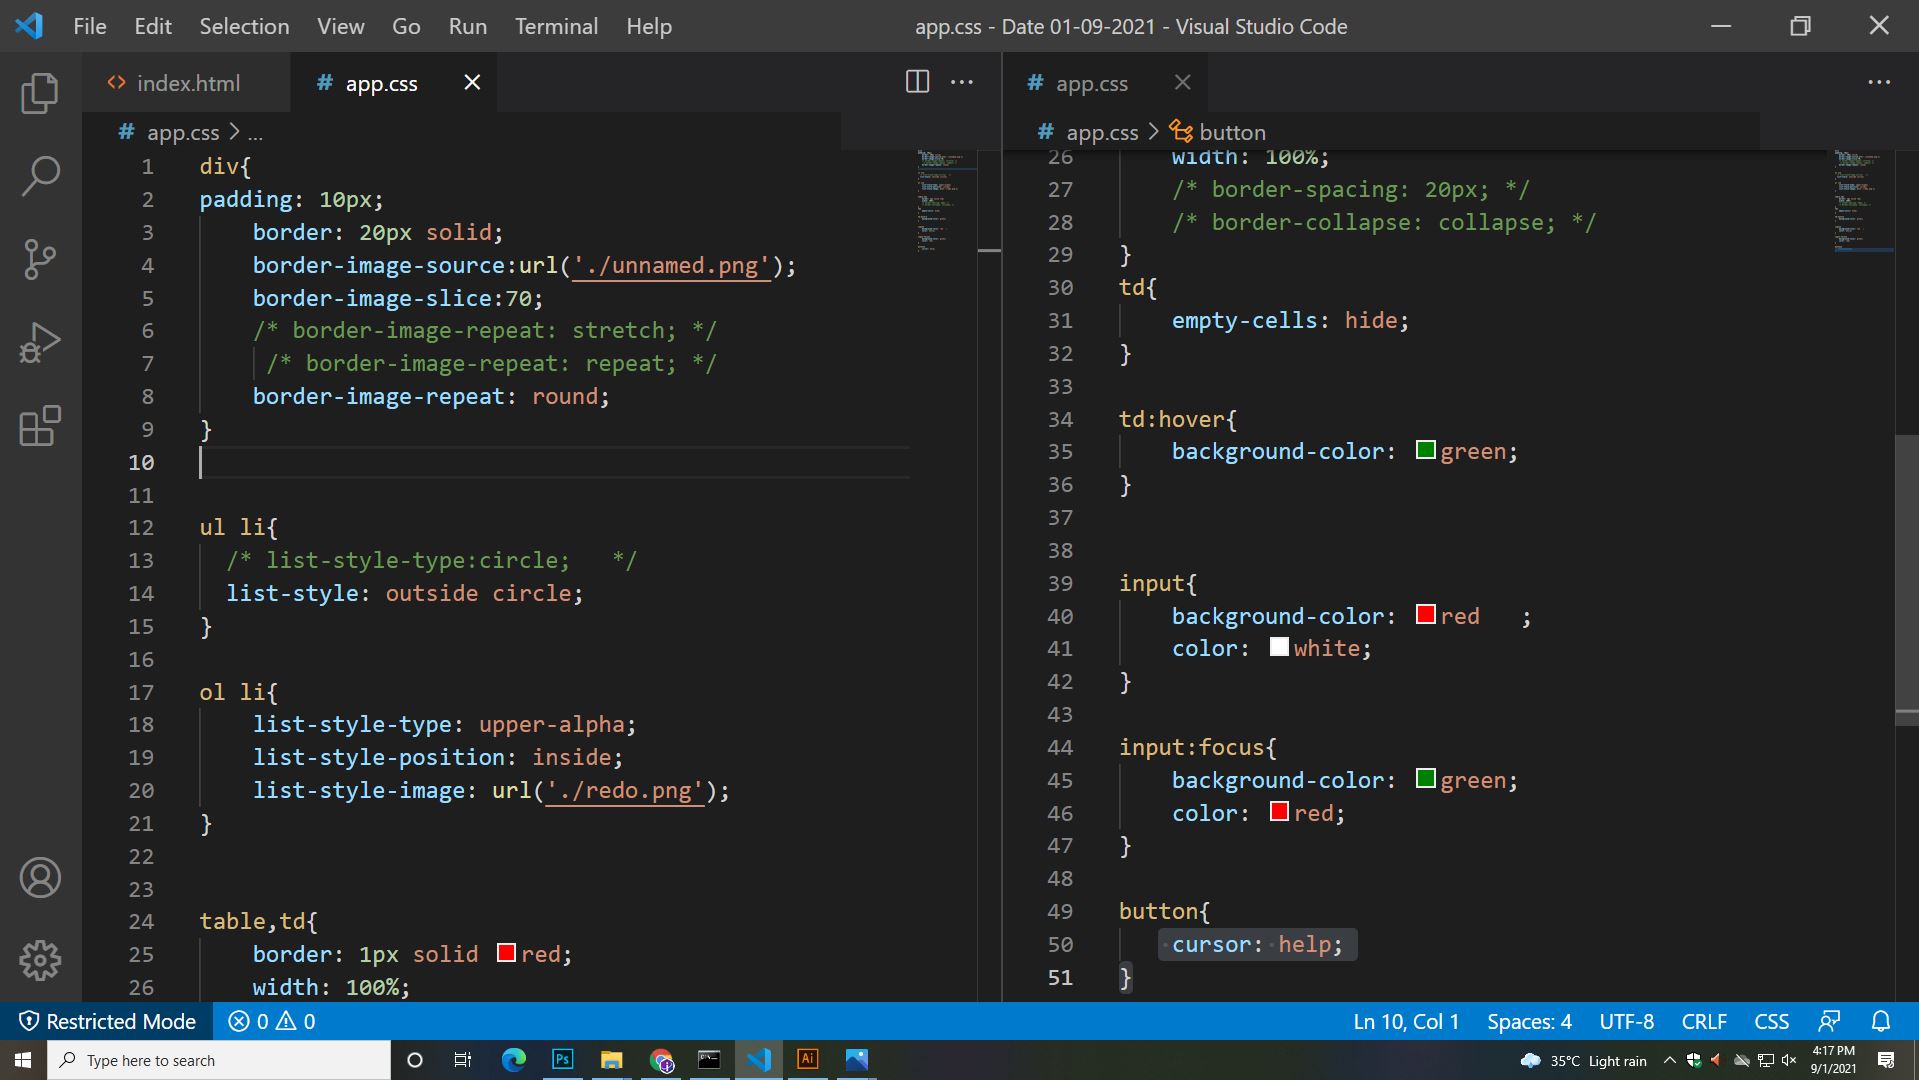 File Edit Selection View Go Run Terminal Help
app.css - Date 01-09-2021 - Visual Studio Code
index.html
app.css
app.css > ...
1 div{
2 padding: 10px;
3 border: 20px solid;
4 border-image-source:url('./unnamed.png');
5 border-image-slice:70;
6 /* border-image-repeat: stretch; */
7 /* border-image-repeat: repeat; */
8 border-image-repeat: round;
9 }
10
11
12 ul li{
13 /* list-style-type:circle;   */
14 list-style: outside circle;
15 }
16
17 ol li{
18 list-style-type: upper-alpha;
19 list-style-position: inside;
20 list-style-image: url('./redo.png');
21 }
22
23
24 table,td{
25 border: 1px solid red;
26 width: 100%;
app.css
app.css > button
26 width: 100%;
27 /* border-spacing: 20px; */
28 /* border-collapse: collapse; */
29 }
30 td{
31 empty-cells: hide;
32 }
33
34 td:hover{
35 background-color: green;
36 }
37
38
39 input{
40 background-color: red   ;
41 color: white;
42 }
43
44 input:focus{
45 background-color: green;
46 color: red;
47 }
48
49 button{
50 cursor: help;
51 }
Restricted Mode 0 0
Ln 10, Col 1 Spaces: 4 UTF-8 CRLF CSS
Type here to search
Ps
Ai
35°C Light rain
4:17 PM
9/1/2021